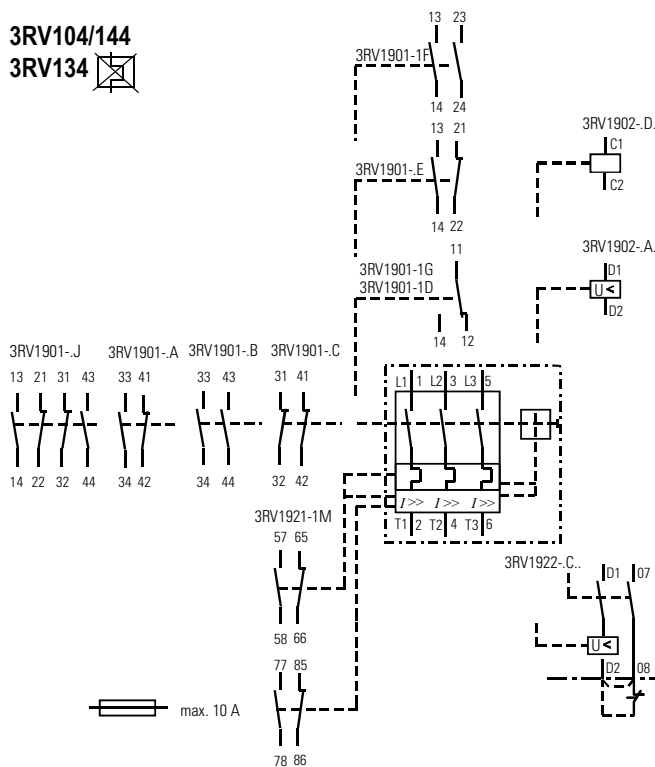 3RV104/144
3RV134
13 23
3RV1901-1F
14 24
13 21
3RV1901-.E
14 22
11
3RV1901-1G
3RV1901-1D
14 12
3RV1902-.D.
C1
C2
3RV1902-.A.
D1
U<
D2
3RV1901-.J 3RV1901-.A 3RV1901-.B 3RV1901-.C
13 21 31 43 33 41 33 43 31 41
14 22 32 44 34 42 34 44 32 42
L1 1 L2 3 L3 5
I>> I>> I>>
T1 2 T2 4 T3 6
3RV1921-1M
57 65
58 66
77 85
78 86
max. 10 A
3RV1922-.C..
D1 07
U<
D2 08